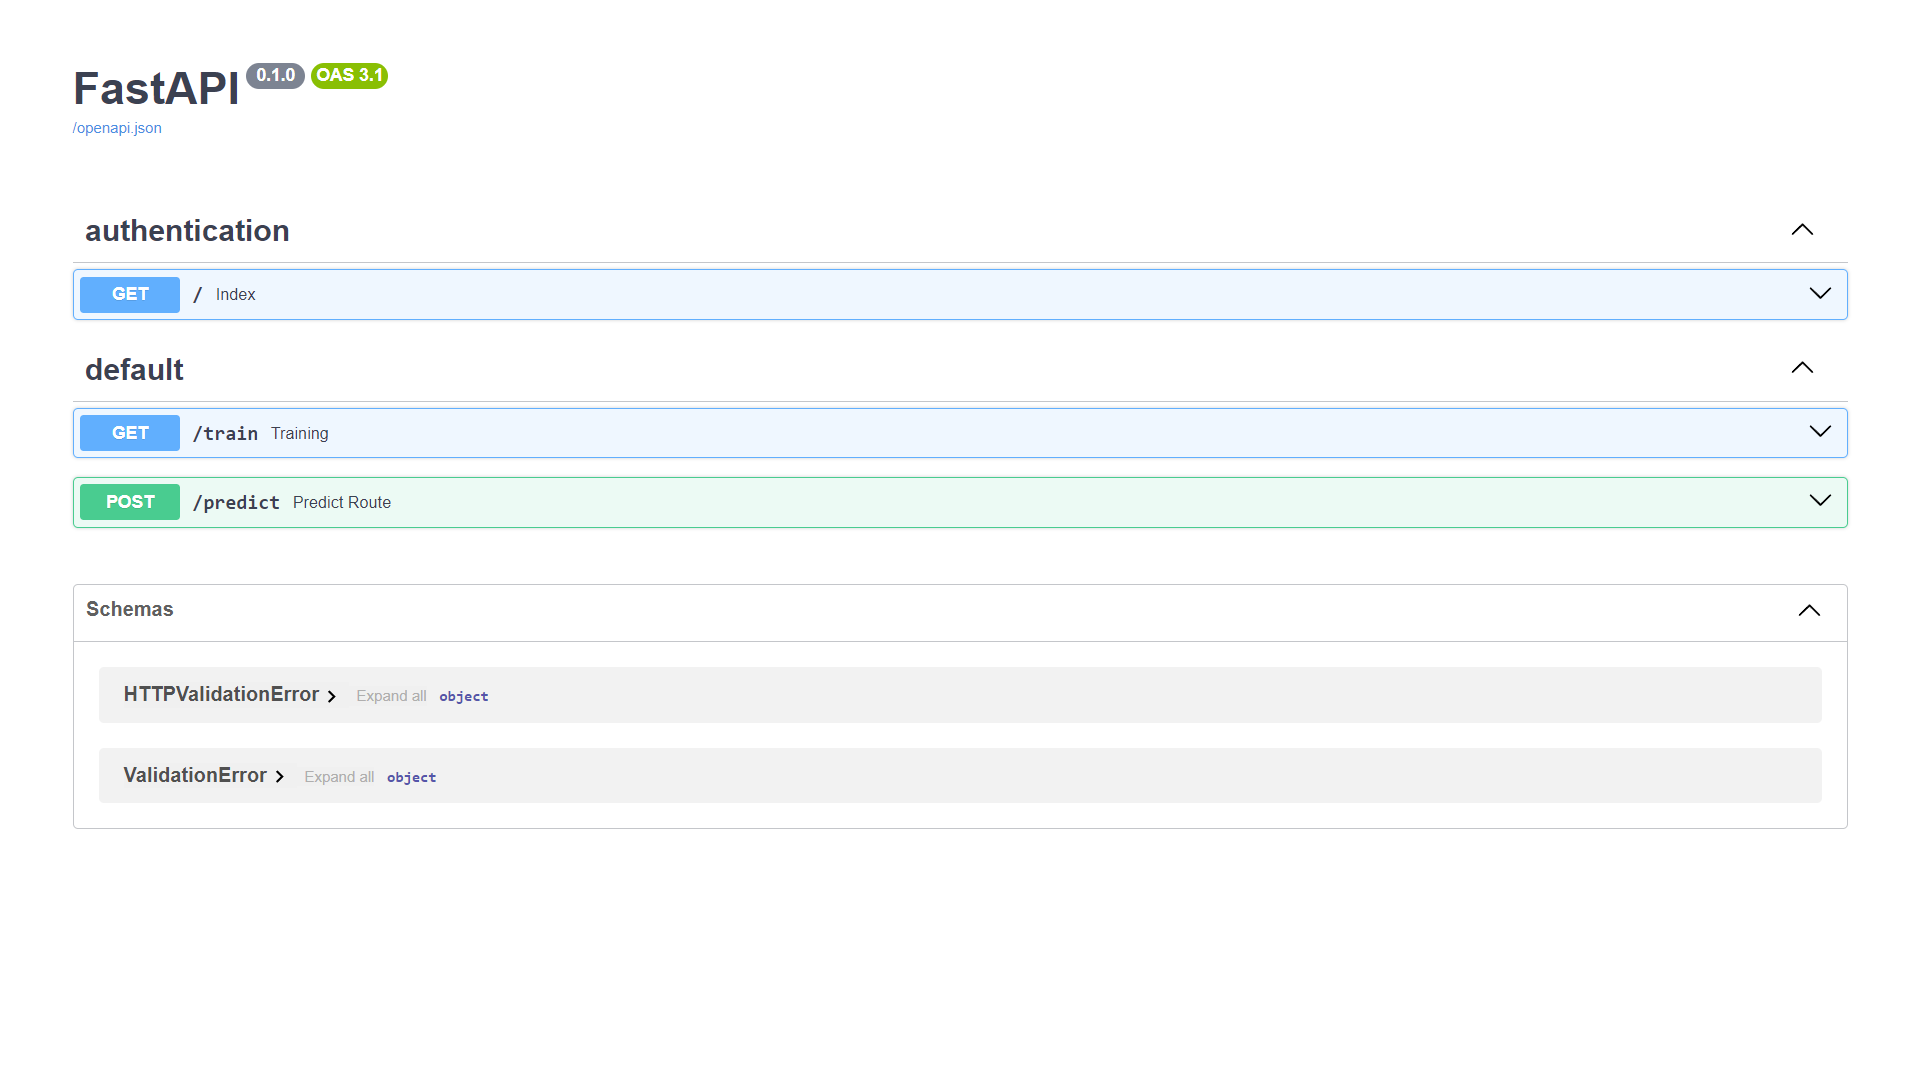 FastAPI 0.1.0 OAS 3.1
/openapi.json
authentication
GET / Index
default
GET /train Training
POST /predict Predict Route
Schemas
HTTPValidationError Expand all object
ValidationError Expand all object